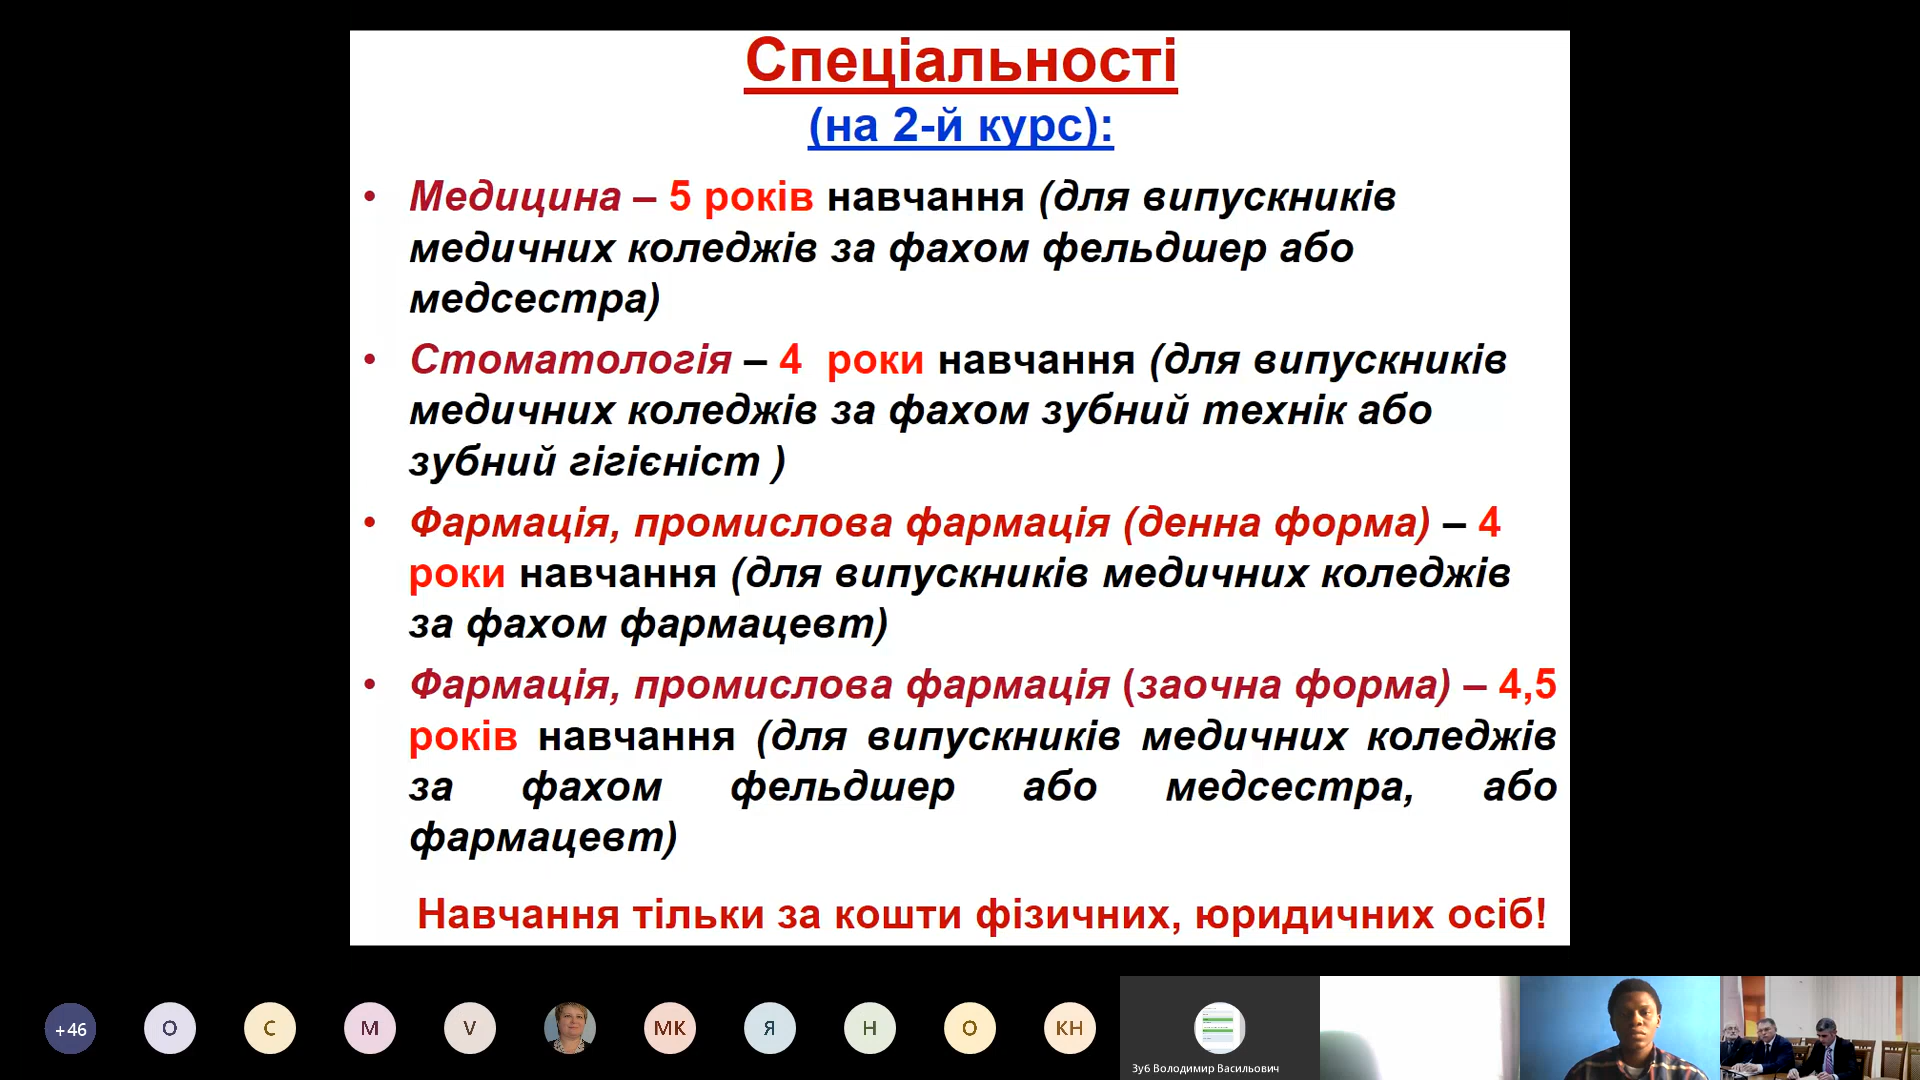 Спеціальності
(на 2-й курс):
• Медицина – 5 років навчання (для випускників
медичних коледжів за фахом фельдшер або
медсестра)
• Стоматологія – 4 роки навчання (для випускників
медичних коледжів за фахом зубний технік або
зубний гігієніст )
• Фармація, промислова фармація (денна форма) – 4
роки навчання (для випускників медичних коледжів
за фахом фармацевт)
• Фармація, промислова фармація (заочна форма) – 4,5
років навчання (для випускників медичних коледжів
за фахом фельдшер або медсестра, або
фармацевт)
Навчання тільки за кошти фізичних, юридичних осіб!
+46 О С М V МК Я Н О КН
Зуб Володимир Васильович